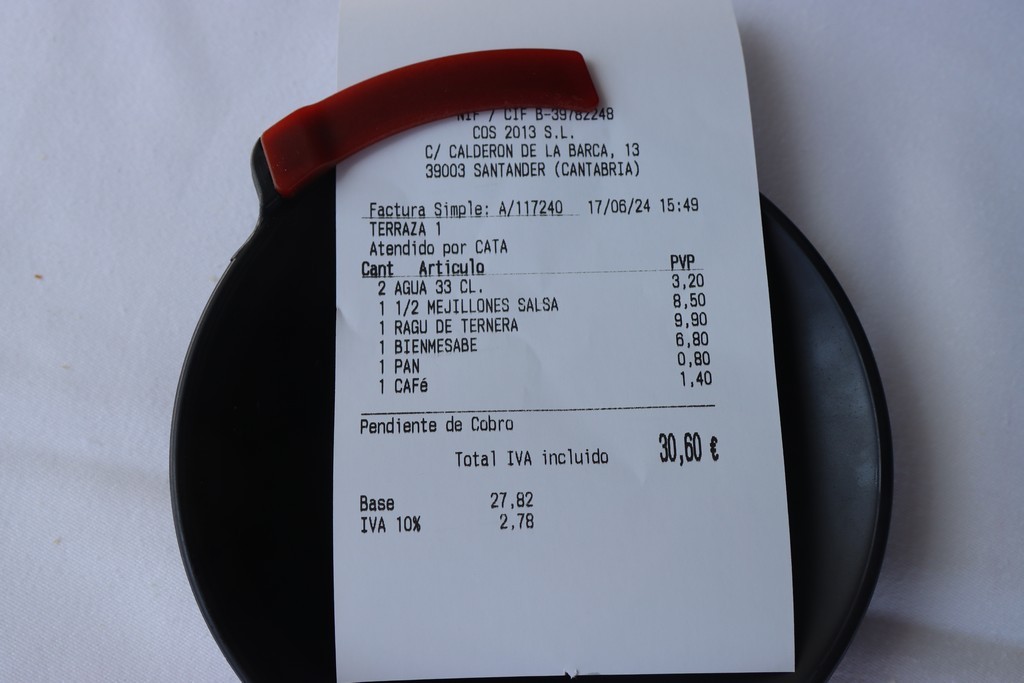 NIF / CIF B-39782248
COS 2013 S.L.
C/ CALDERON DE LA BARCA, 13
39003 SANTANDER (CANTABRIA)
Factura Simple: A/117240 17/06/24 15:49
TERRAZA 1
Atendido por CATA
Cant Articulo PVP
2 AGUA 33 CL. 3,20
1 1/2 MEJILLONES SALSA 8,50
1 RAGU DE TERNERA 9,90
1 BIENMESABE 6,80
1 PAN 0,80
1 CAFé 1,40
Pendiente de Cobro
Total IVA incluido 30,60 €
Base 27,82
IVA 10% 2,78